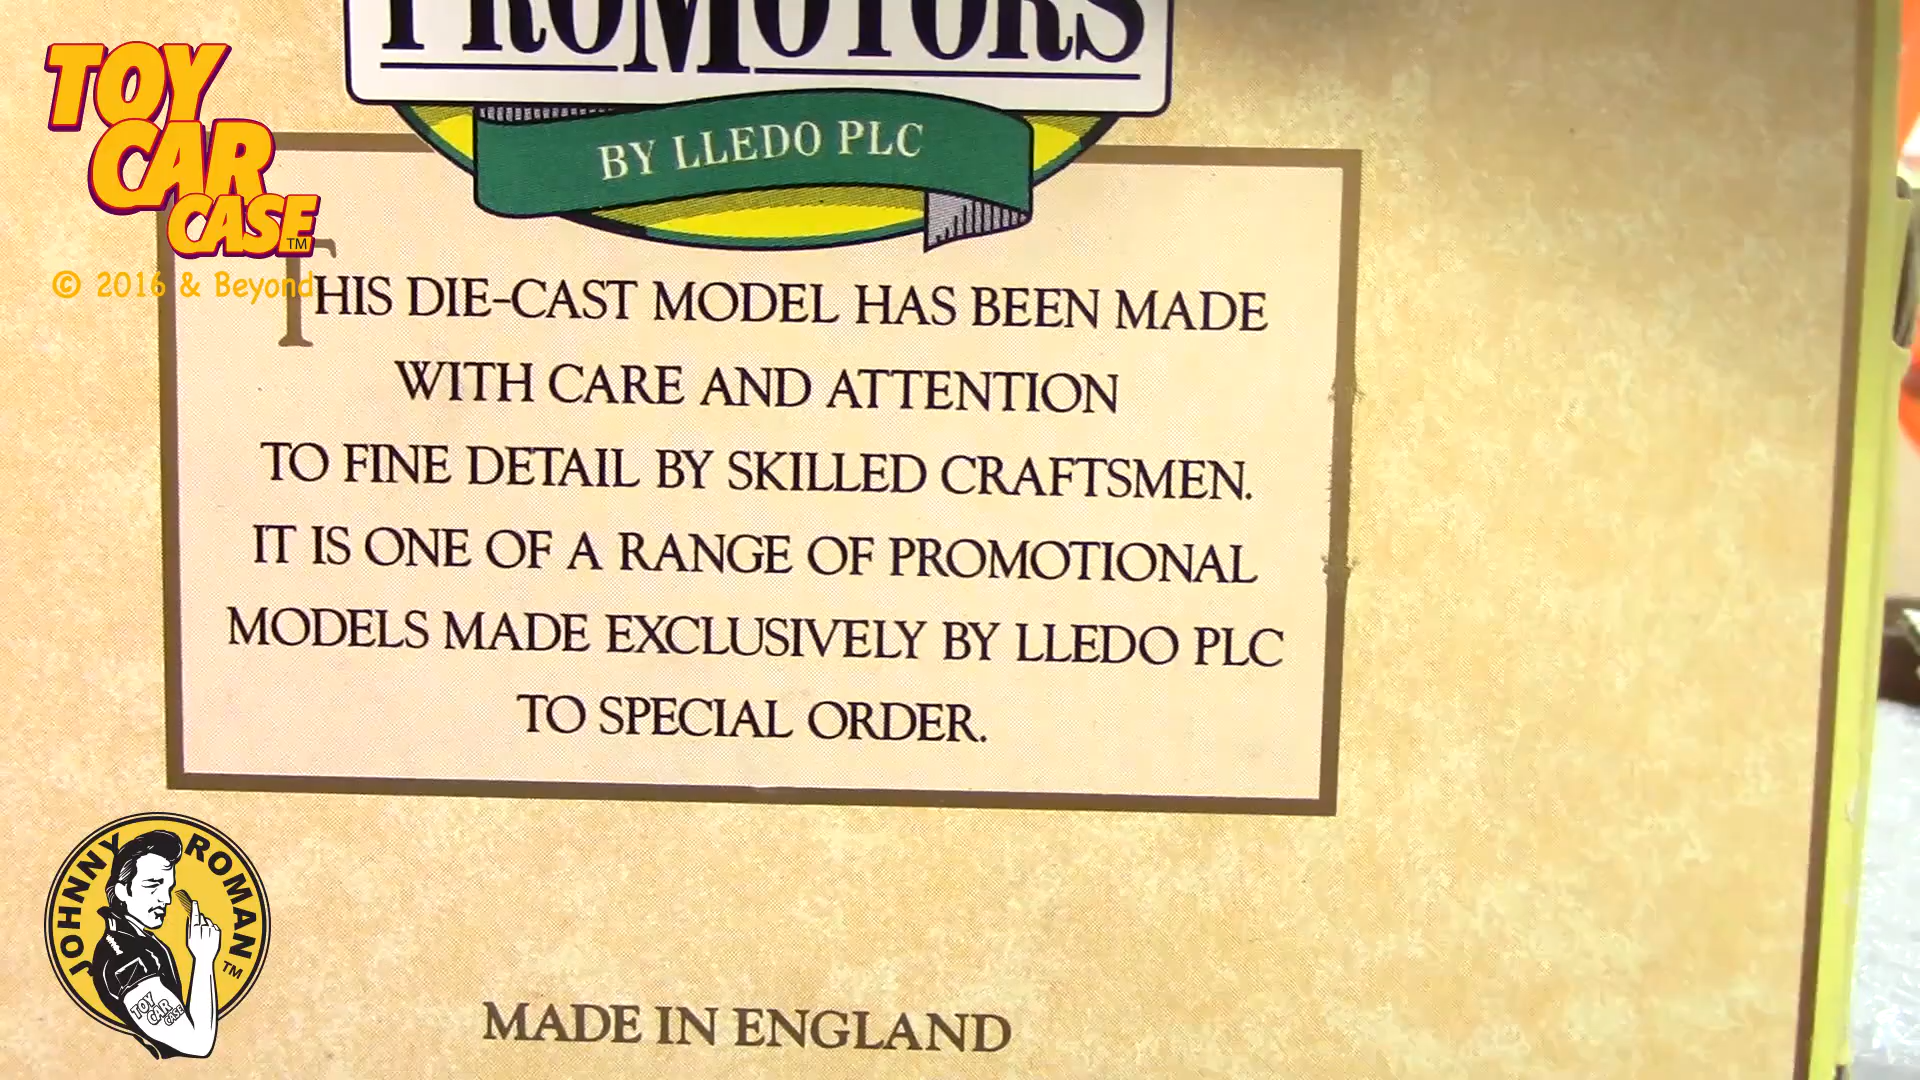 PROMOTORS
BY LLEDO PLC
TOY
CAR
CASE
TM
© 2016 & Beyond
THIS DIE-CAST MODEL HAS BEEN MADE
WITH CARE AND ATTENTION
TO FINE DETAIL BY SKILLED CRAFTSMEN.
IT IS ONE OF A RANGE OF PROMOTIONAL
MODELS MADE EXCLUSIVELY BY LLEDO PLC
TO SPECIAL ORDER.
JOHNNY ROMAN
TM
TOY
CAR
CASE
MADE IN ENGLAND